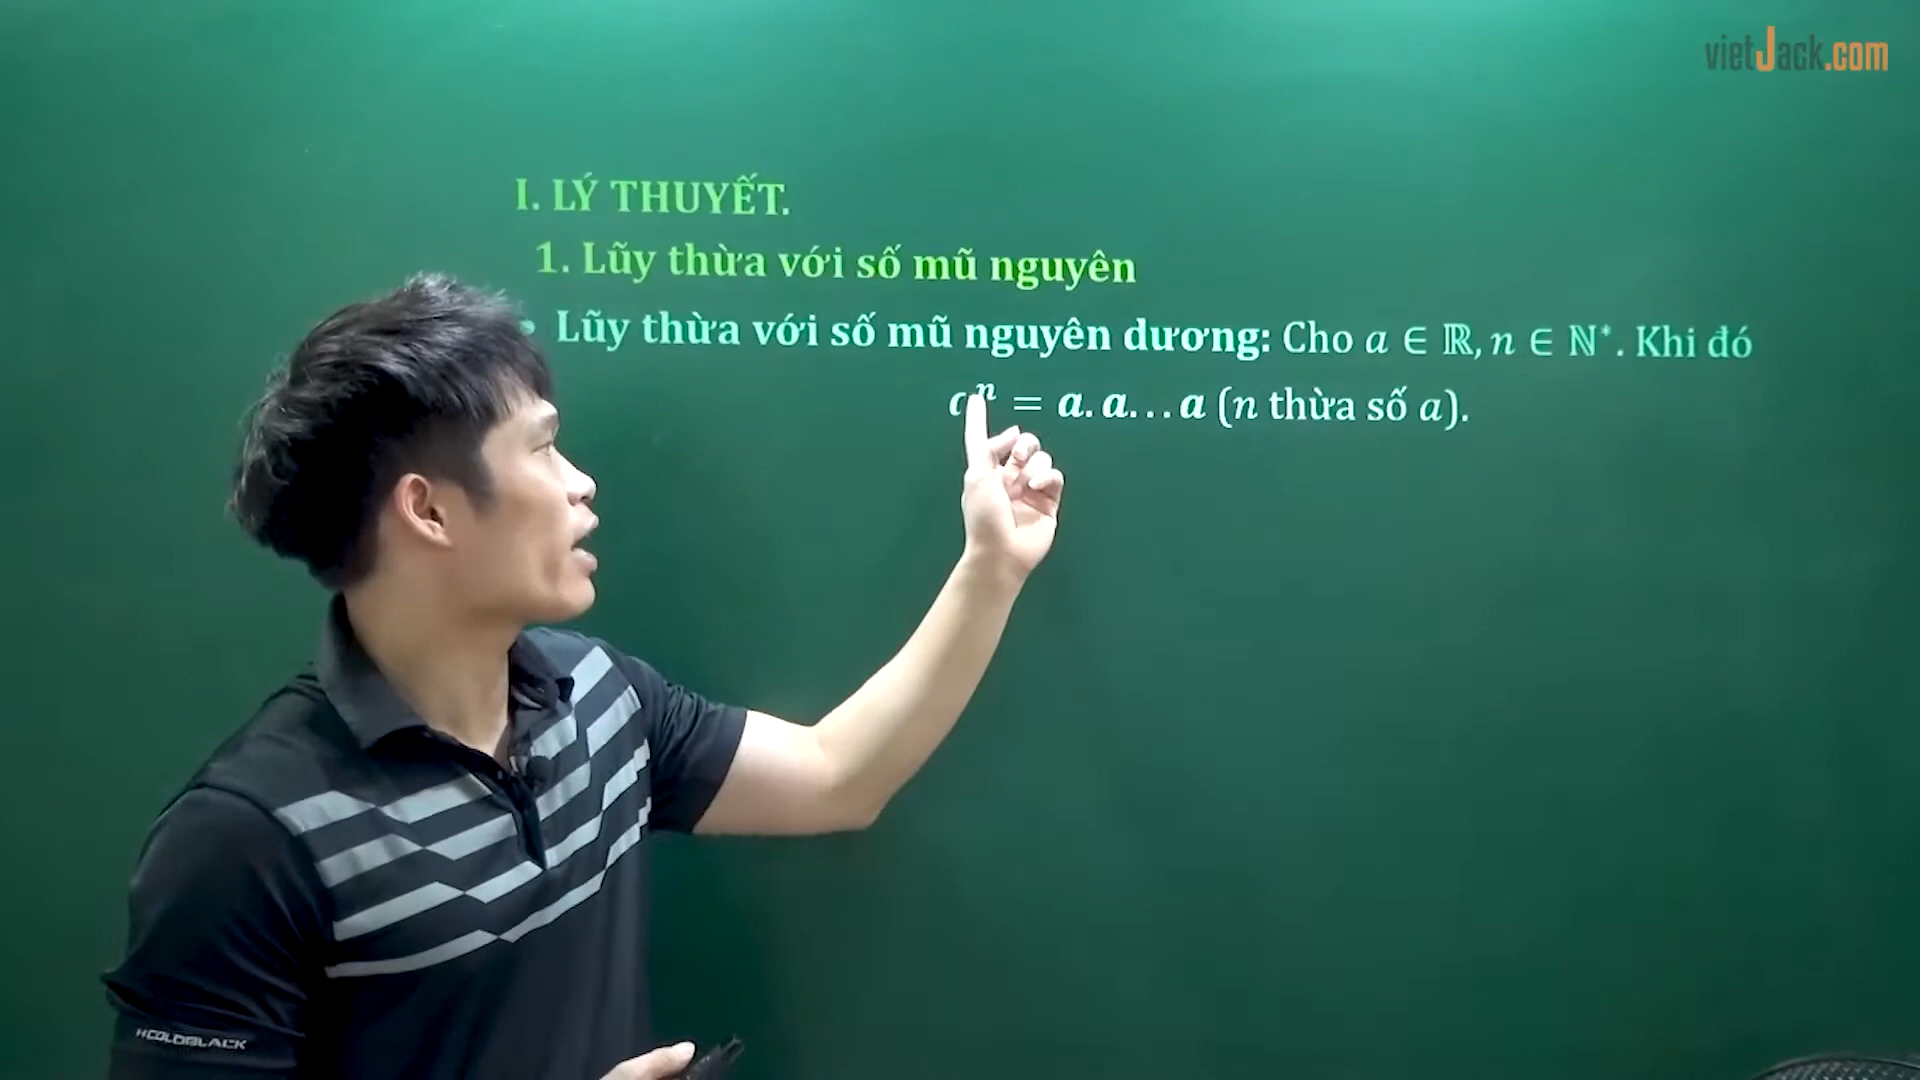 vietJack.com
I. LÝ THUYẾT.
1. Lũy thừa với số mũ nguyên
• Lũy thừa với số mũ nguyên dương: Cho a ∈ ℝ, n ∈ ℕ*. Khi đó
aⁿ = a. a. . . a (n thừa số a).
HCOLDBLACK